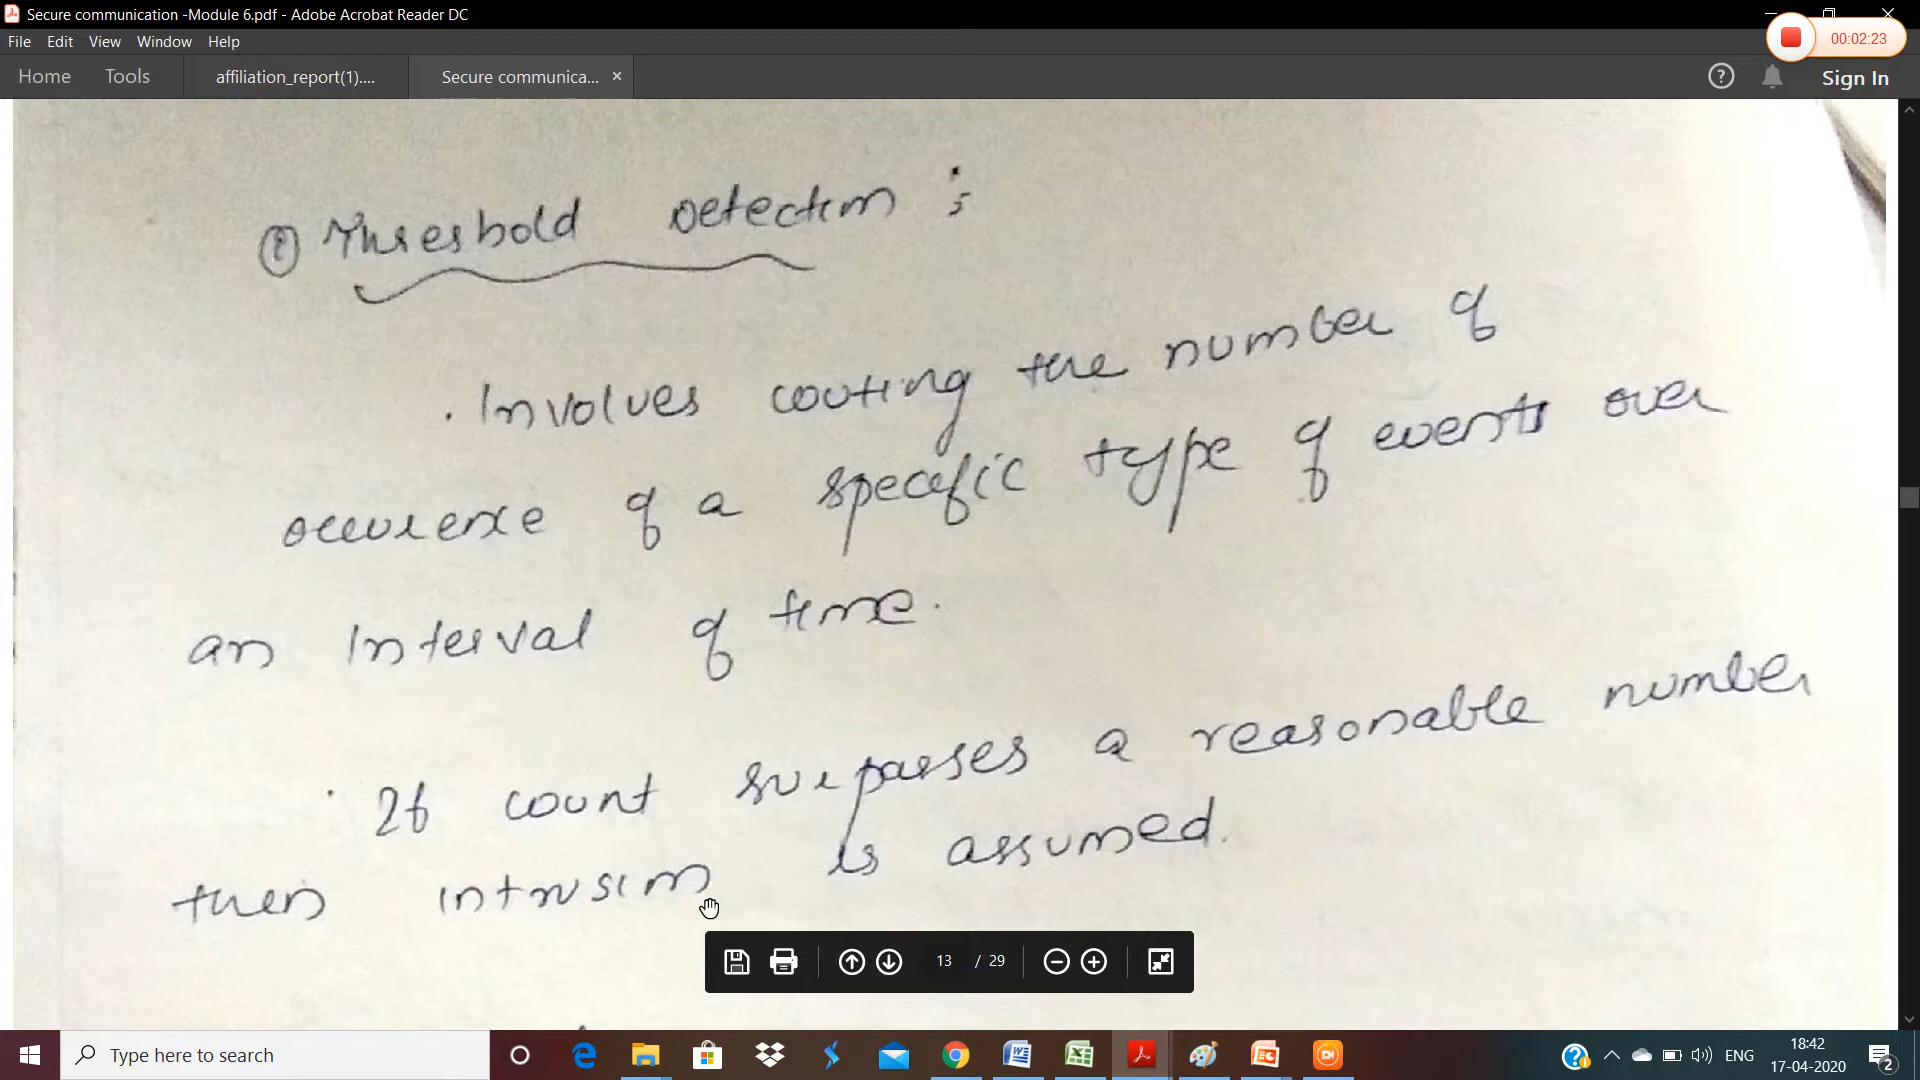 Secure communication -Module 6.pdf - Adobe Acrobat Reader DC
00:02:23
File Edit View Window Help
Home Tools affiliation_report(1).... Secure communica... × ? Sign In
① Threshold Detection :
. Involves couting the number of
occurence of a specific type of events over
an Interval of time.
. If count surpasses a reasonable number
then intrusion is assumed.
13 / 29
Type here to search
ENG
18:42
17-04-2020
2